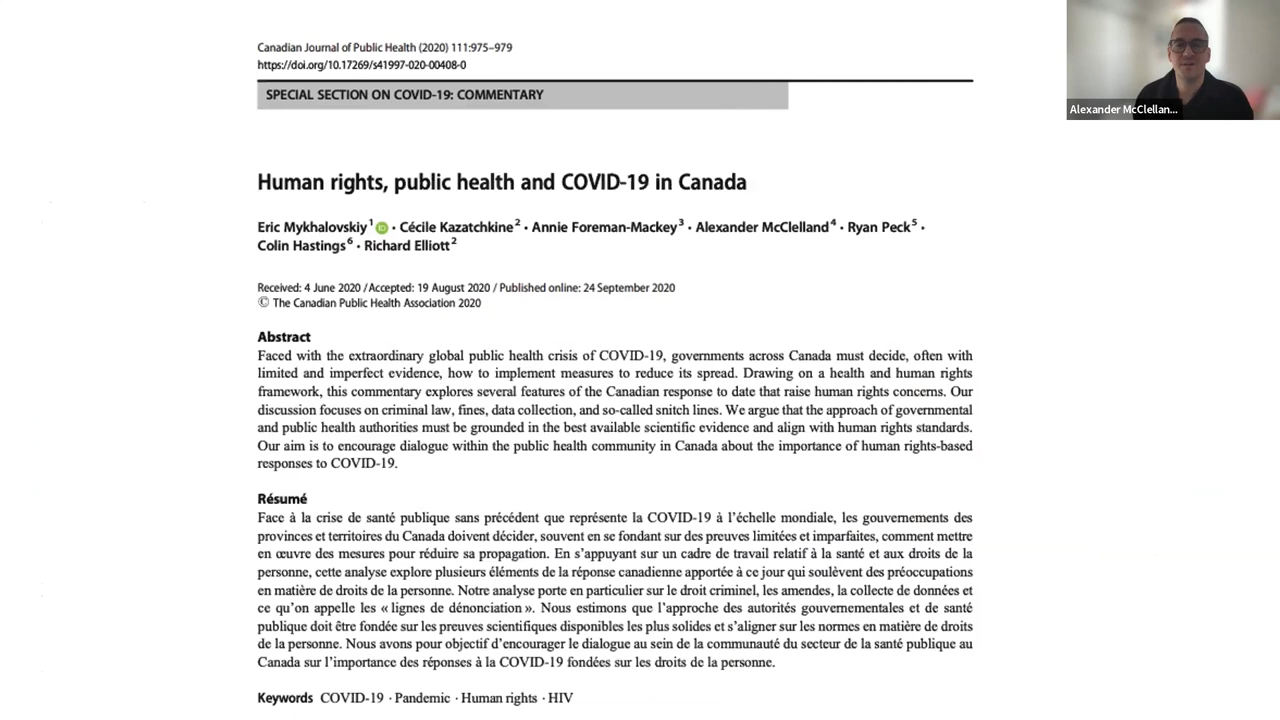 Canadian Journal of Public Health (2020) 111:975–979
https://doi.org/10.17269/s41997-020-00408-0
SPECIAL SECTION ON COVID-19: COMMENTARY
Human rights, public health and COVID-19 in Canada
Eric Mykhalovskiy1 iD · Cécile Kazatchkine2 · Annie Foreman-Mackey3 · Alexander McClelland4 · Ryan Peck5 ·
Colin Hastings6 · Richard Elliott2
Received: 4 June 2020 / Accepted: 19 August 2020 / Published online: 24 September 2020
© The Canadian Public Health Association 2020
Abstract
Faced with the extraordinary global public health crisis of COVID-19, governments across Canada must decide, often with
limited and imperfect evidence, how to implement measures to reduce its spread. Drawing on a health and human rights
framework, this commentary explores several features of the Canadian response to date that raise human rights concerns. Our
discussion focuses on criminal law, fines, data collection, and so-called snitch lines. We argue that the approach of governmental
and public health authorities must be grounded in the best available scientific evidence and align with human rights standards.
Our aim is to encourage dialogue within the public health community in Canada about the importance of human rights-based
responses to COVID-19.
Résumé
Face à la crise de santé publique sans précédent que représente la COVID-19 à l’échelle mondiale, les gouvernements des
provinces et territoires du Canada doivent décider, souvent en se fondant sur des preuves limitées et imparfaites, comment mettre
en œuvre des mesures pour réduire sa propagation. En s’appuyant sur un cadre de travail relatif à la santé et aux droits de la
personne, cette analyse explore plusieurs éléments de la réponse canadienne apportée à ce jour qui soulèvent des préoccupations
en matière de droits de la personne. Notre analyse porte en particulier sur le droit criminel, les amendes, la collecte de données et
ce qu’on appelle les « lignes de dénonciation ». Nous estimons que l’approche des autorités gouvernementales et de santé
publique doit être fondée sur les preuves scientifiques disponibles les plus solides et s’aligner sur les normes en matière de droits
de la personne. Nous avons pour objectif d’encourager le dialogue au sein de la communauté du secteur de la santé publique au
Canada sur l’importance des réponses à la COVID-19 fondées sur les droits de la personne.
Keywords COVID-19 · Pandemic · Human rights · HIV
Alexander McClellan...